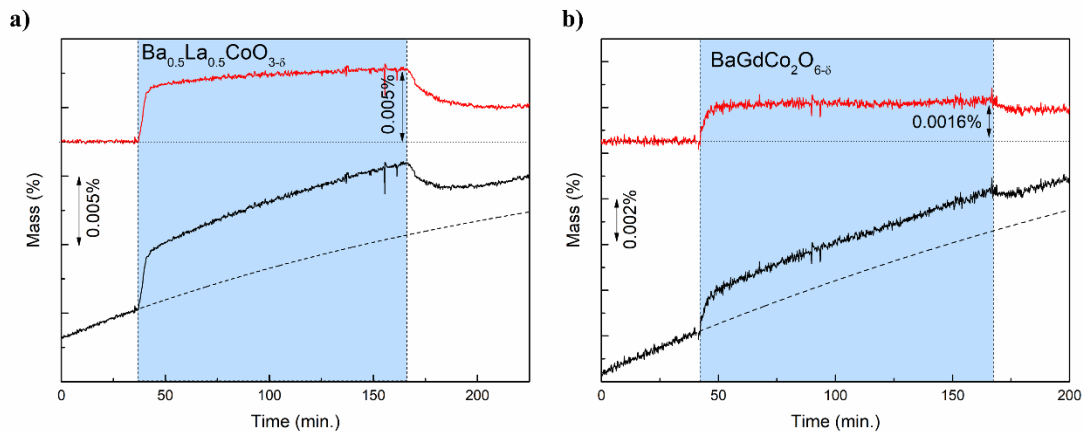 a)
Ba0.5La0.5CoO3-δ
0.005%
0.005%
Mass (%)
0 50 100 150 200
Time (min.)
b)
BaGdCo2O6-δ
0.0016%
0.002%
Mass (%)
0 50 100 150 200
Time (min.)